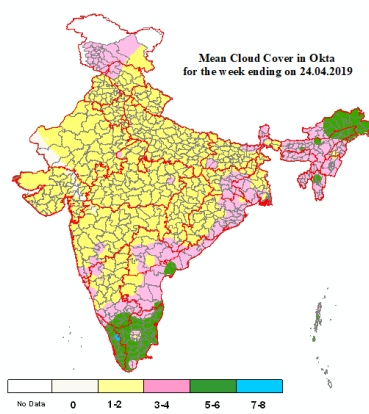 Mean Cloud Cover in Okta
for the week ending on 24.04.2019
No Data 0 1-2 3-4 5-6 7-8